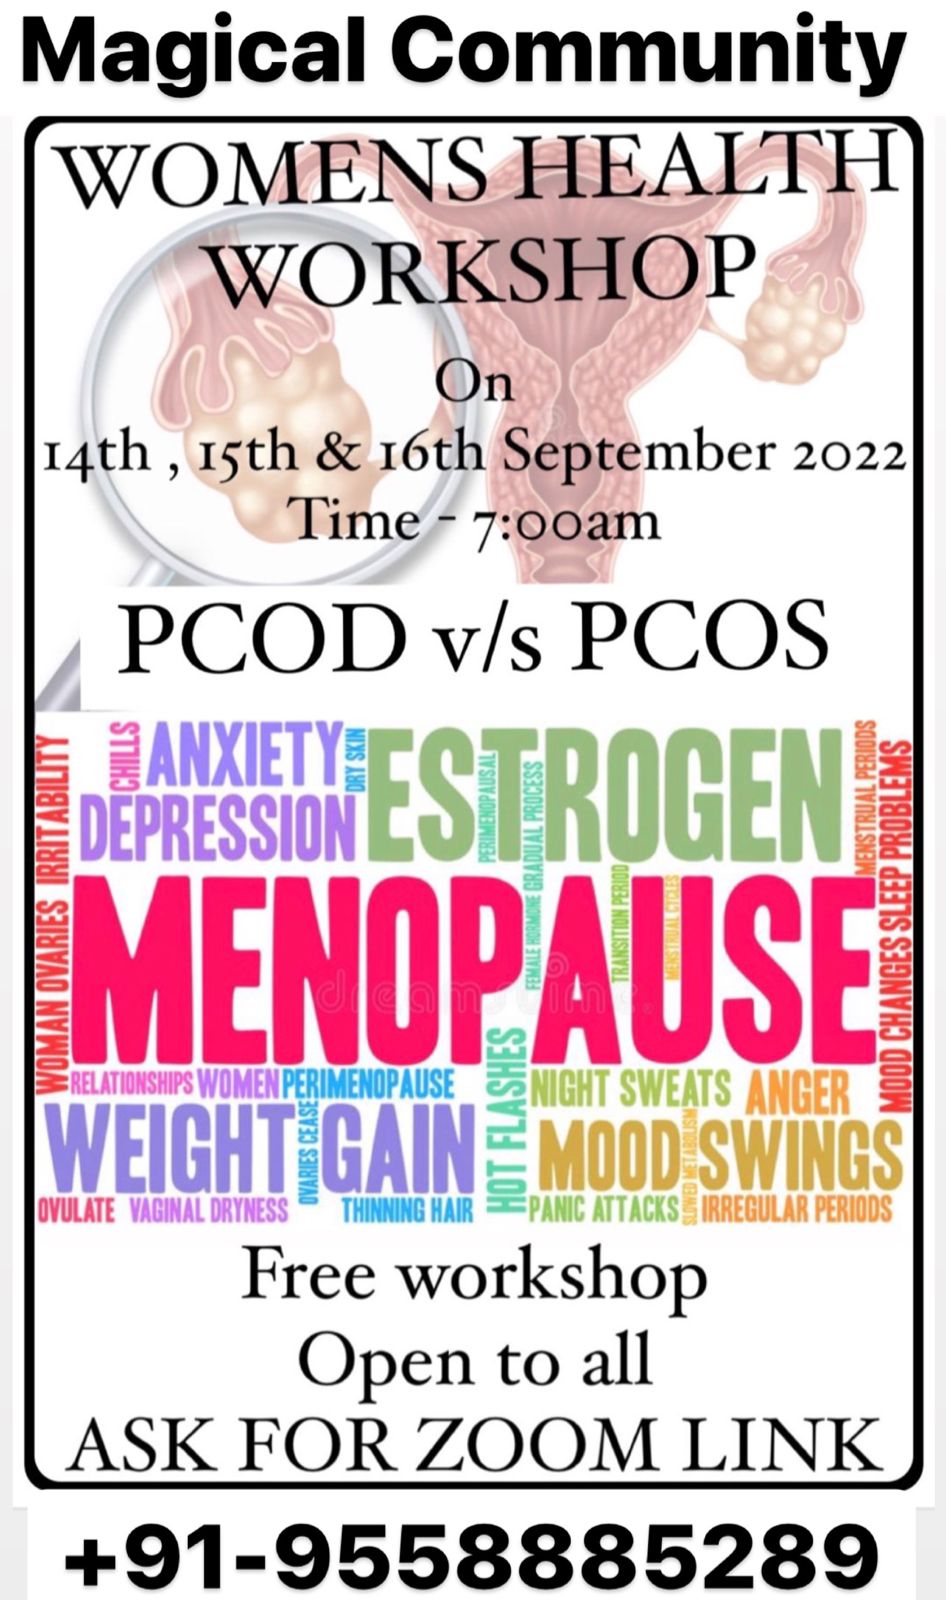 Magical Community
WOMENS HEALTH
WORKSHOP
On
14th , 15th & 16th September 2022
Time - 7:00am
PCOD v/s PCOS
IRRITABILITY
CHILLS
ANXIETY
DRY SKIN
DEPRESSION
ESTROGEN
PERIMENOPAUSAL
GRADUAL PROCESS
MENSTRUAL PERIODS
SLEEP PROBLEMS
WOMAN OVARIES
MENOPAUSE
FEMALE HORMONE
TRANSITION PERIOD
MENSTRUAL CYCLES
MOOD CHANGES
dreamstime.
RELATIONSHIPS
WOMEN
PERIMENOPAUSE
HOT FLASHES
NIGHT SWEATS
ANGER
WEIGHT GAIN
OVARIES CEASE
MOOD SWINGS
SLOWED METABOLISM
OVULATE
VAGINAL DRYNESS
THINNING HAIR
PANIC ATTACKS
IRREGULAR PERIODS
Free workshop
Open to all
ASK FOR ZOOM LINK
+91-9558885289